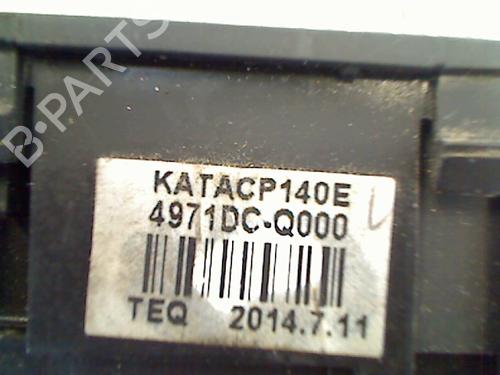 B-PARTS
KATACP140E
4971DC-Q000
TEQ 2014.7.11